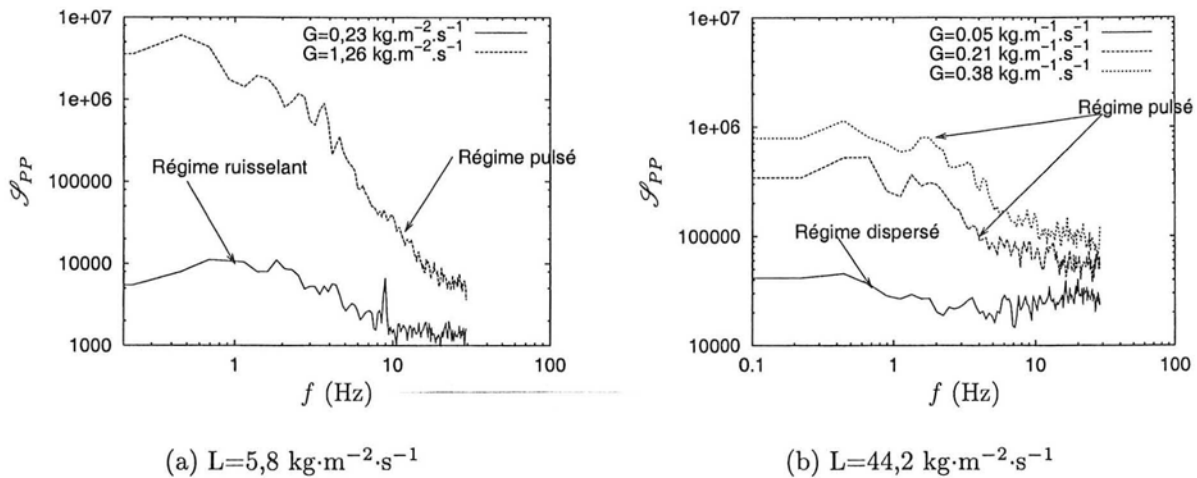 1e+07
1e+06
100000
10000
1000
𝒮PP
G=0,23 kg.m−2.s−1
G=1,26 kg.m−2.s−1
Régime ruisselant
Régime pulsé
1
10
100
f (Hz)
(a) L=5,8 kg·m−2·s−1
1e+07
1e+06
100000
10000
𝒮PP
G=0.05 kg.m−1.s−1
G=0.21 kg.m−1.s−1
G=0.38 kg.m−1.s−1
Régime pulsé
Régime dispersé
0.1
1
10
100
f (Hz)
(b) L=44,2 kg·m−2·s−1